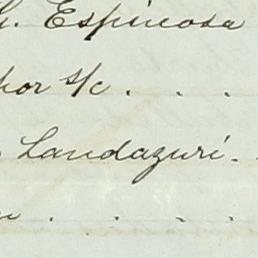 G. Espinosa
por s/c . . . .
Landazuri. .
. . . .